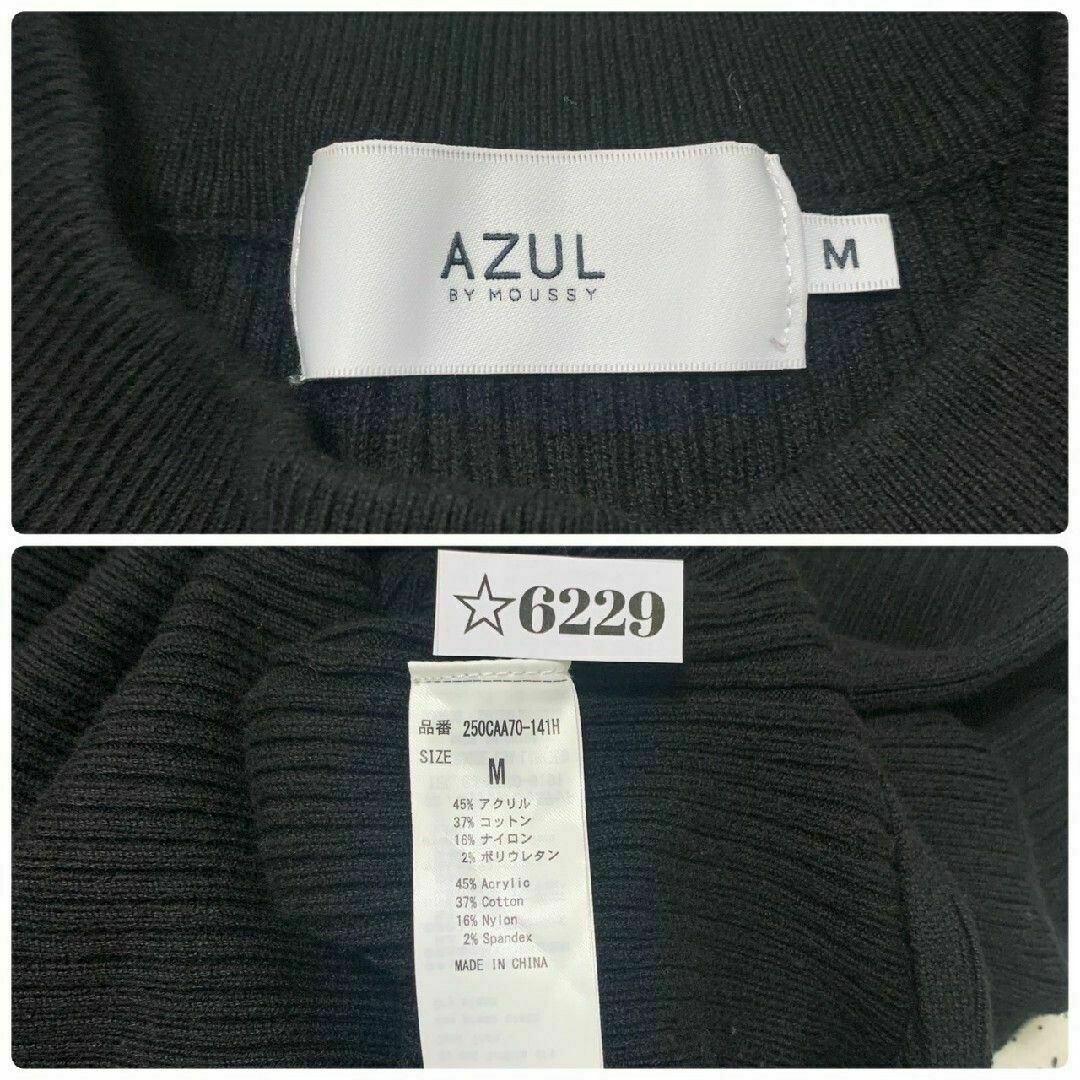 AZUL
BY MOUSSY
M
☆6229
品番 250CAA70-141H
SIZE
M
45% アクリル
37% コットン
16% ナイロン
2% ポリウレタン
45% Acrylic
37% Cotton
16% Nylon
2% Spandex
MADE IN CHINA